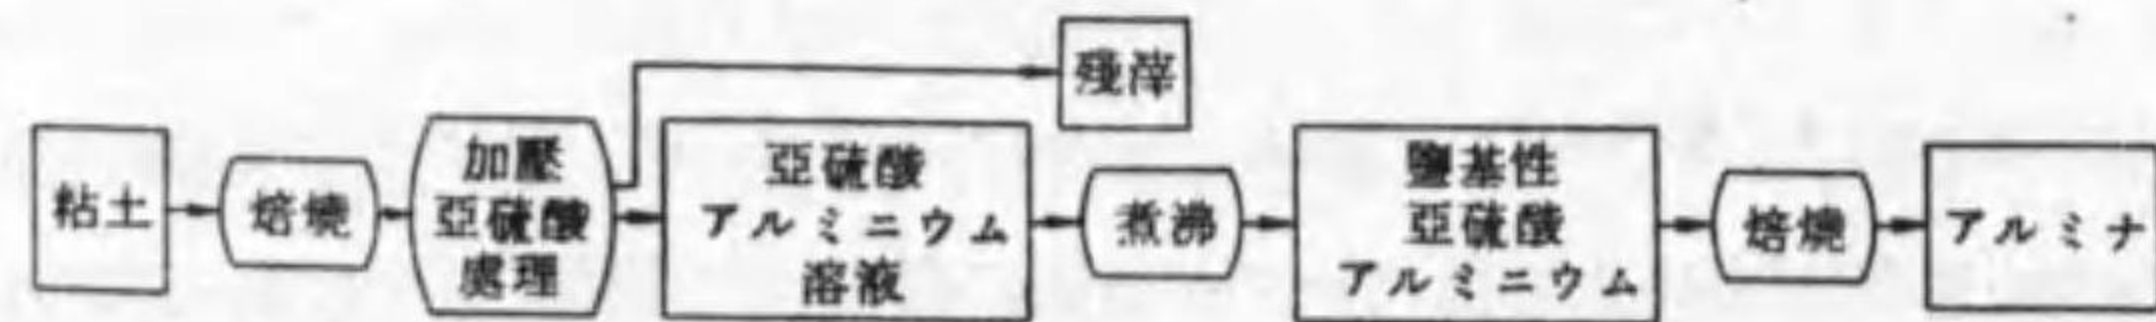 粘土
焙燒
加壓
亞硫酸
處理
殘滓
亞硫酸
アルミニウム
溶液
煮沸
鹽基性
亞硫酸
アルミニウム
焙燒
アルミナ